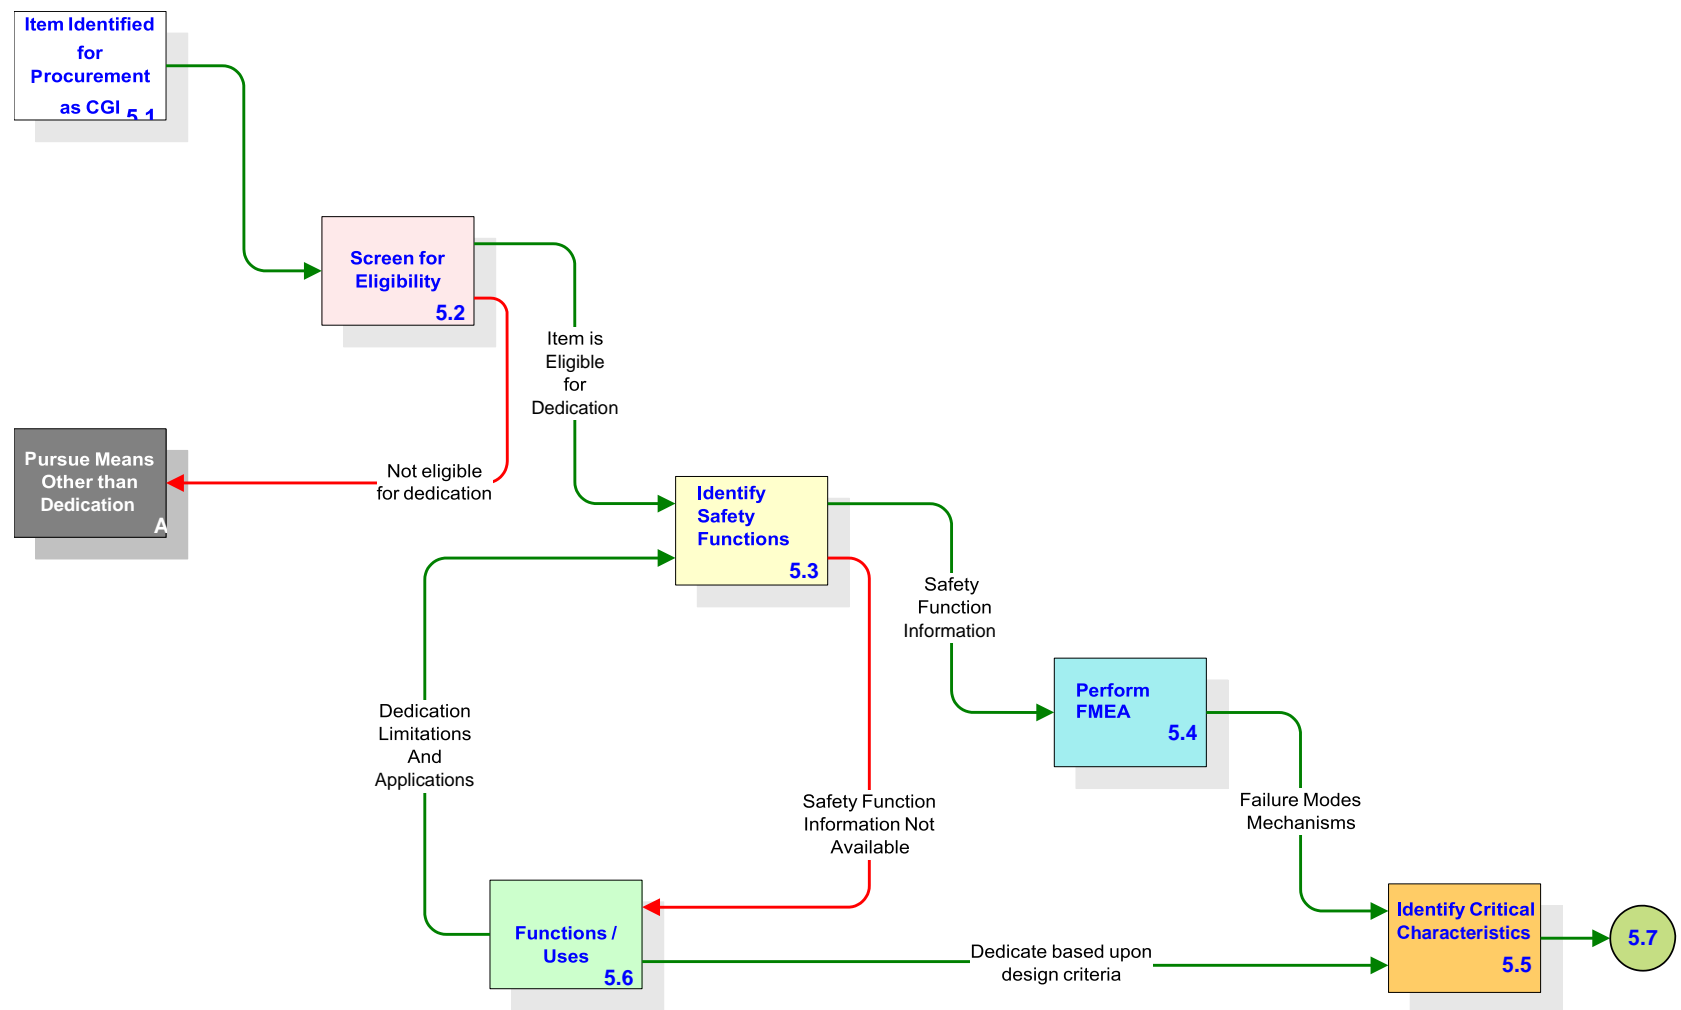 Item Identified
for
Procurement
as CGI
5.1
Screen for
Eligibility
5.2
Item is
Eligible
for
Dedication
Pursue Means
Other than
Dedication
A
Not eligible
for dedication
Identify
Safety
Functions
5.3
Safety
Function
Information
Perform
FMEA
5.4
Dedication
Limitations
And
Applications
Safety Function
Information Not
Available
Failure Modes
Mechanisms
Functions /
Uses
5.6
Dedicate based upon
design criteria
Identify Critical
Characteristics
5.5
5.7